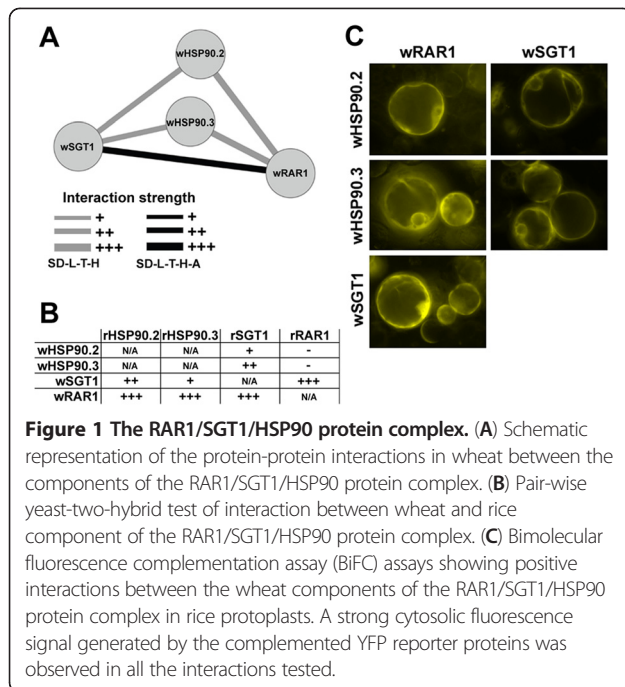 A
C
wRAR1
wSGT1
wHSP90.2
wHSP90.2
wHSP90.3
wSGT1
wRAR1
wHSP90.3
Interaction strength
+ +
++ ++
+++ +++
SD-L-T-H SD-L-T-H-A
wSGT1
B
rHSP90.2 rHSP90.3 rSGT1 rRAR1
wHSP90.2 N/A N/A + -
wHSP90.3 N/A N/A ++ -
wSGT1 ++ + N/A +++
wRAR1 +++ +++ +++ N/A
Figure 1 The RAR1/SGT1/HSP90 protein complex. (A) Schematic
representation of the protein-protein interactions in wheat between the
components of the RAR1/SGT1/HSP90 protein complex. (B) Pair-wise
yeast-two-hybrid test of interaction between wheat and rice
component of the RAR1/SGT1/HSP90 protein complex. (C) Bimolecular
fluorescence complementation assay (BiFC) assays showing positive
interactions between the wheat components of the RAR1/SGT1/HSP90
protein complex in rice protoplasts. A strong cytosolic fluorescence
signal generated by the complemented YFP reporter proteins was
observed in all the interactions tested.